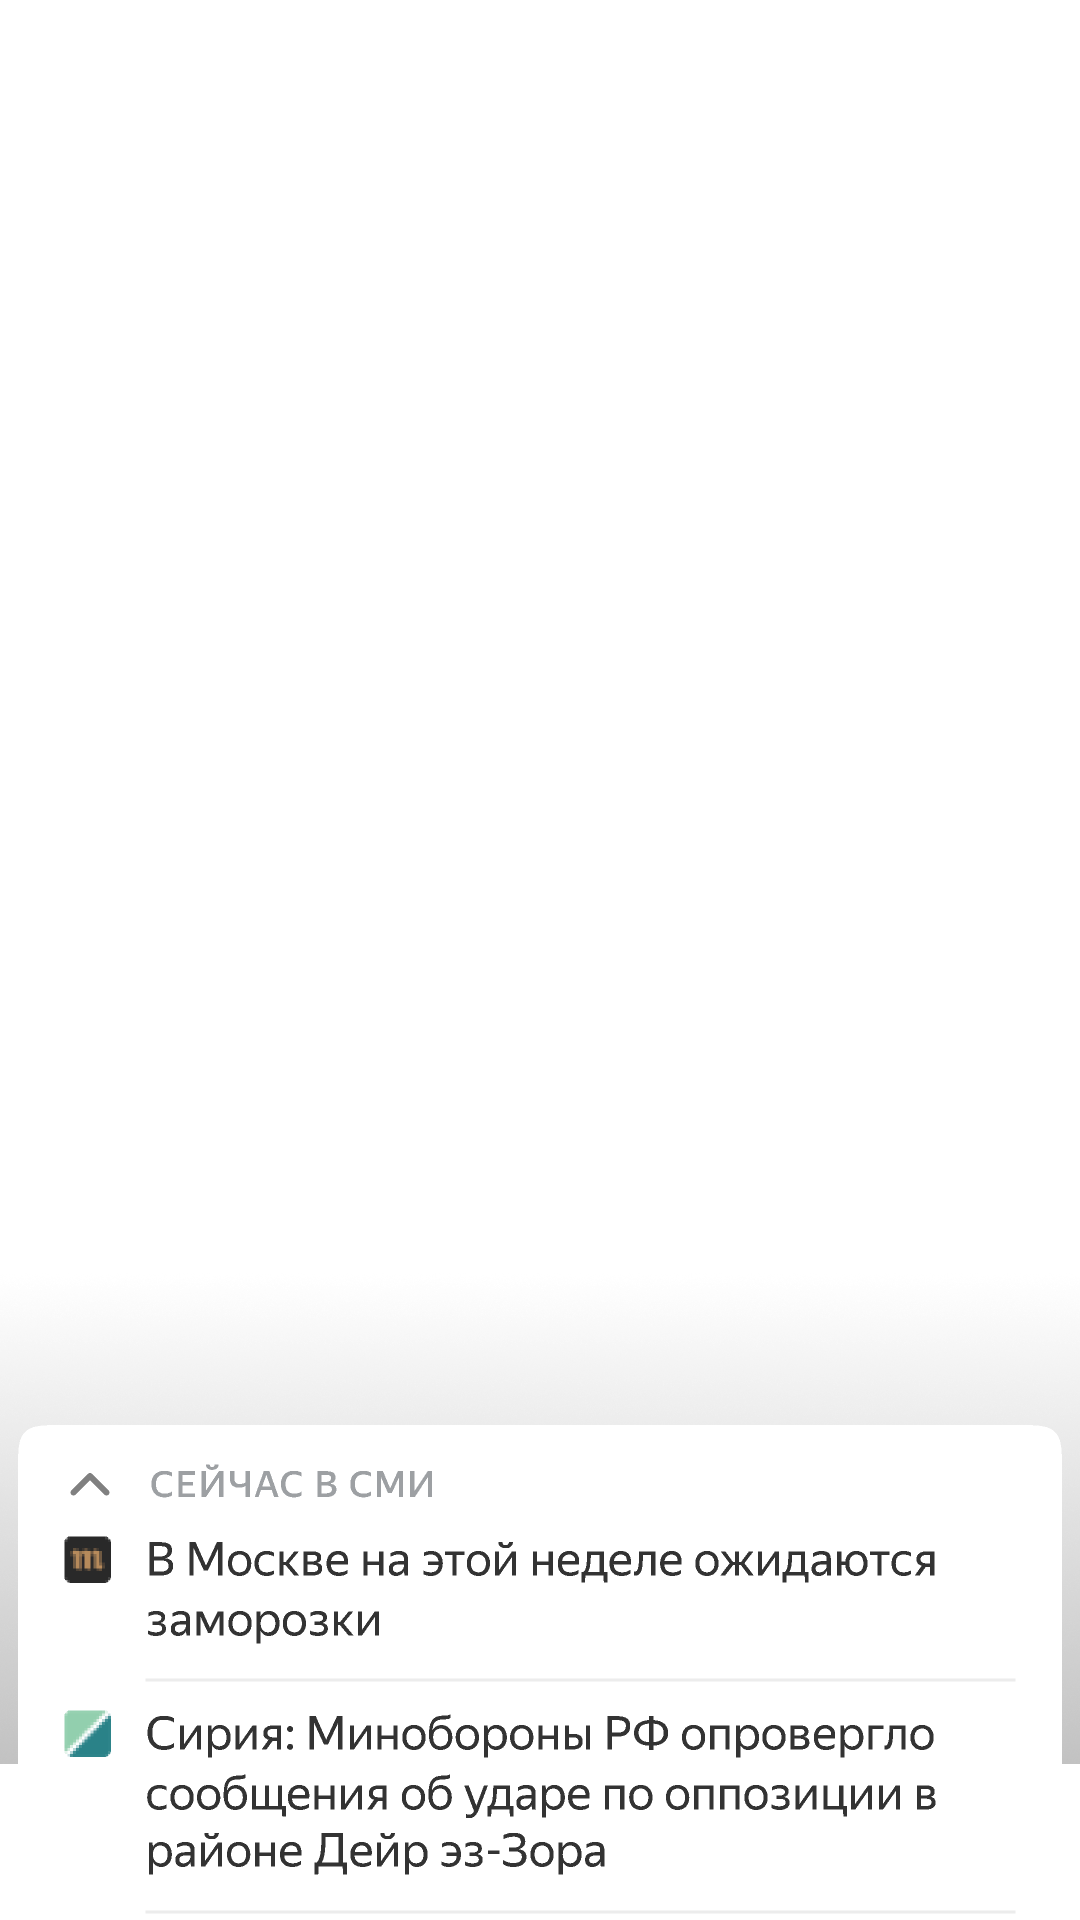 СЕЙЧАС В СМИ
m
В Москве на этой неделе ожидаются
заморозки
Сирия: Минобороны РФ опровергло
сообщения об ударе по оппозиции в
районе Дейр эз-Зора